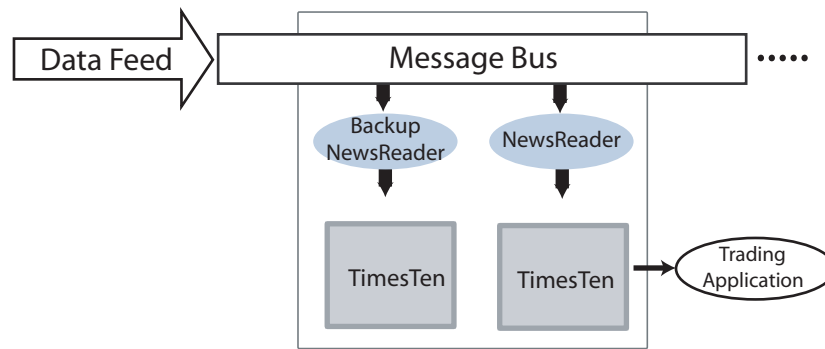 Data Feed
Message Bus
.....
Backup
NewsReader
NewsReader
TimesTen
TimesTen
Trading
Application